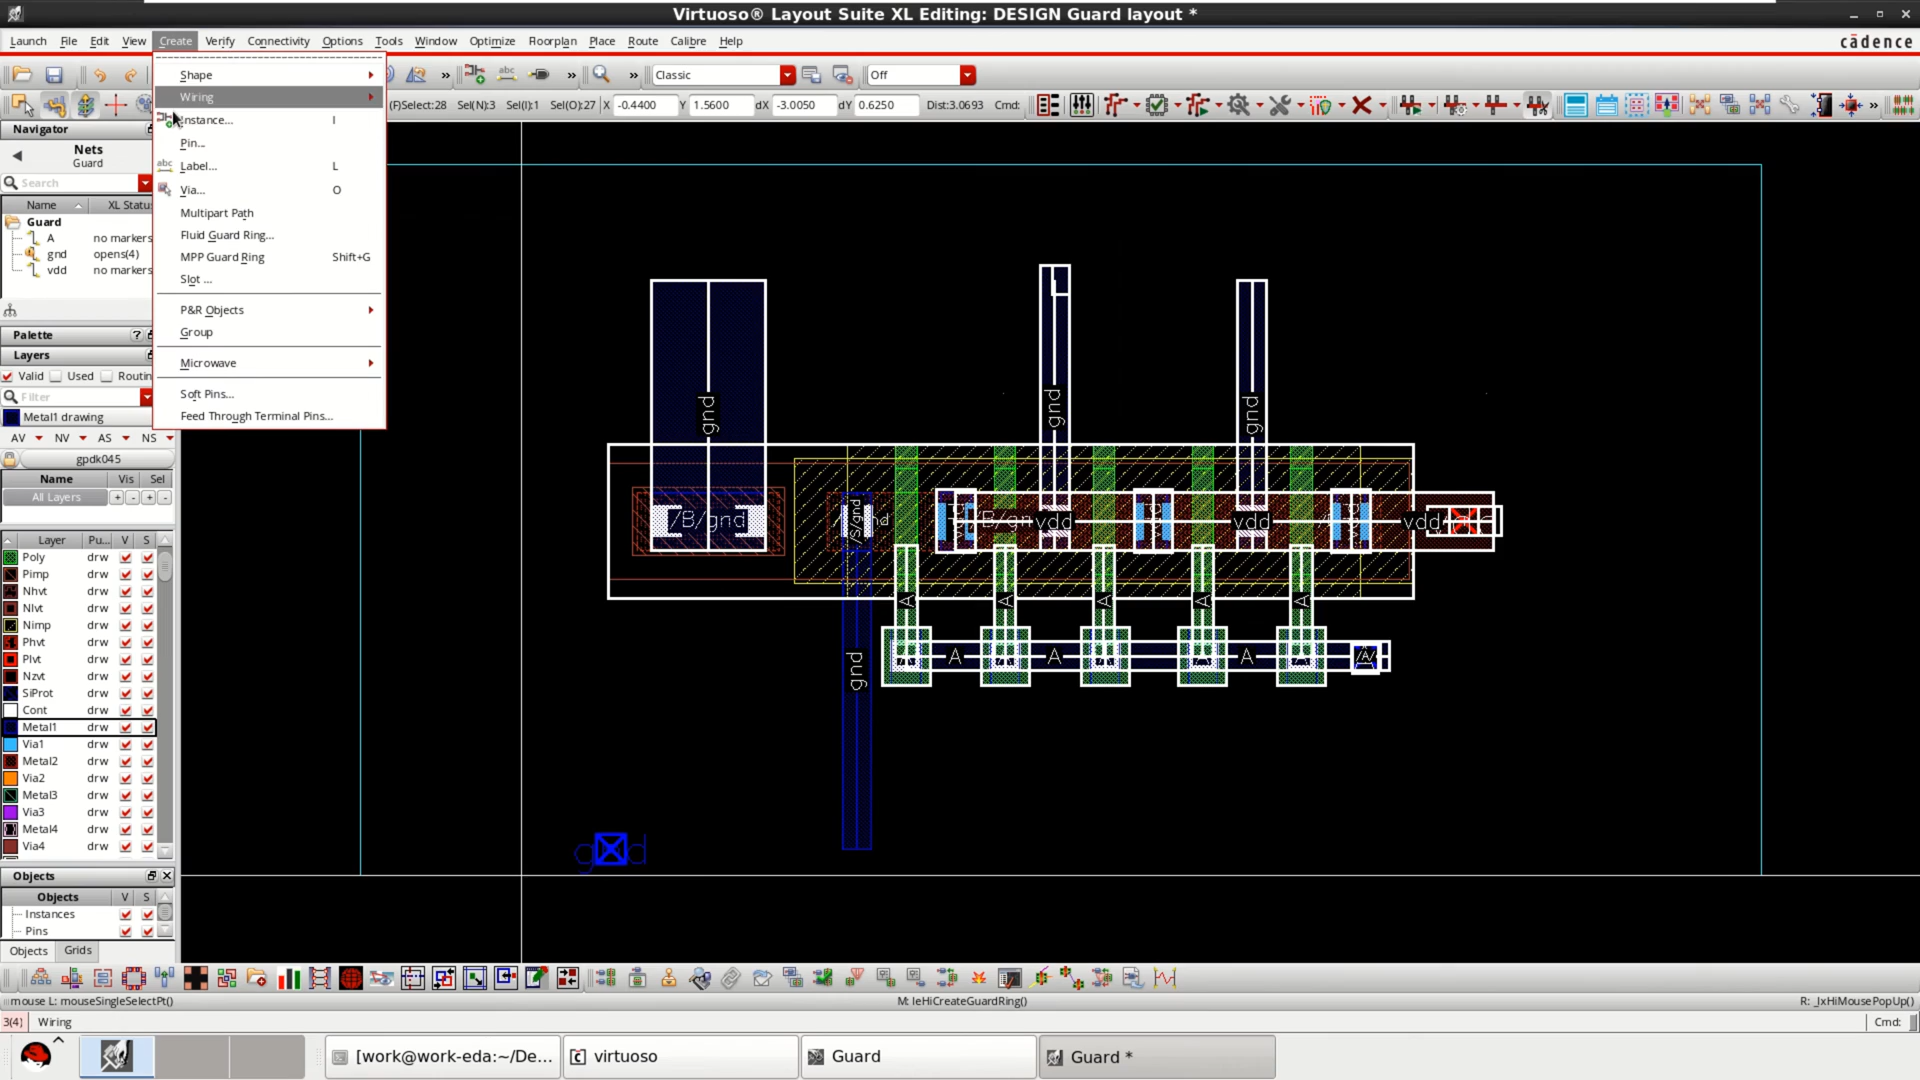 Virtuoso® Layout Suite XL Editing: DESIGN Guard layout *
Launch File Edit View Create Verify Connectivity Options Tools Window Optimize Floorplan Place Route Calibre Help
cādence
Classic
Off
(F)Select:28 Sel(N):3 Sel(I):1 Sel(O):27 X -0.4400 Y 1.5600 dX -3.0050 dY 0.6250 Dist:3.0693 Cmd:
Shape
Wiring
Instance... I
Pin...
Label... L
Via... O
Multipart Path
Fluid Guard Ring...
MPP Guard Ring Shift+G
Slot ...
P&R Objects
Group
Microwave
Soft Pins...
Feed Through Terminal Pins...
Navigator
Nets
Guard
Search
Name XL Statu
Guard
A no markers
gnd opens(4)
vdd no markers
Palette ?
Layers
Valid Used Routin
Filter
Metal1 drawing
AV NV AS NS
gpdk045
Name Vis Sel
All Layers + - + -
Layer Pu... V S
Poly drw
Pimp drw
Nhvt drw
Nlvt drw
Nimp drw
Phvt drw
Plvt drw
Nzvt drw
SiProt drw
Cont drw
Metal1 drw
Via1 drw
Metal2 drw
Via2 drw
Metal3 drw
Via3 drw
Metal4 drw
Via4 drw
Objects
Objects V S
Instances
Pins
Objects Grids
gnd gnd gnd
/B/gnd /S/gnd vdd vdd vdd
A A A A A
gnd
A A A
gnd
mouse L: mouseSingleSelectPt() M: leHiCreateGuardRing() R: _lxHiMousePopUp()
3(4) Wiring Cmd:
[work@work-eda:~/De... virtuoso Guard Guard *